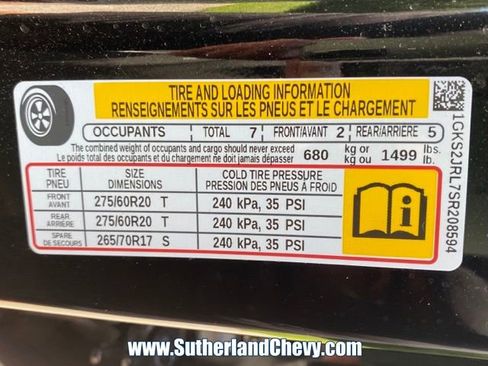 TIRE AND LOADING INFORMATION
RENSEIGNEMENTS SUR LES PNEUS ET LE CHARGEMENT
OCCUPANTS TOTAL 7 FRONT/AVANT 2 REAR/ARRIÈRE 5
The combined weight of occupants and cargo should never exceed 680 kg or 1499 lbs.
Le poids total des occupants et du chargement ne doit jamais dépasser kg ou lb.
TIRE SIZE COLD TIRE PRESSURE
PNEU DIMENSIONS PRESSION DES PNEUS À FROID
FRONT AVANT 275/60R20 T 240 kPa, 35 PSI
REAR ARRIÈRE 275/60R20 T 240 kPa, 35 PSI
SPARE DE SECOURS 265/70R17 S 240 kPa, 35 PSI
1GKS2JRL7SR208594
www.SutherlandChevy.com